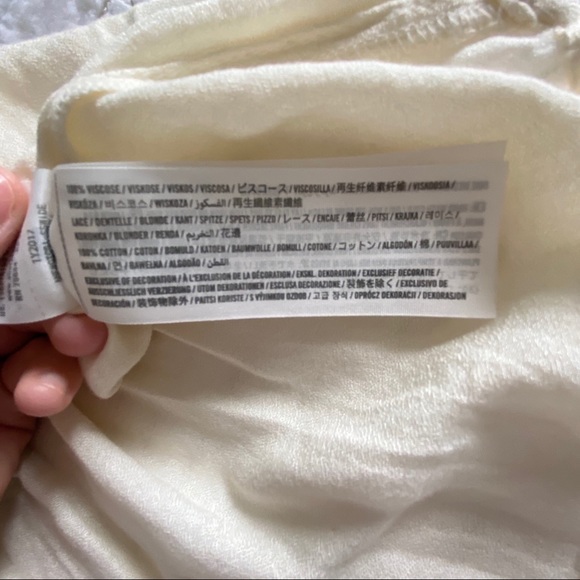 100% VISCOSE / VISKOSE / VISKOS / VISCOSA / ビスコース / VISCOSILLA / 再生纤维素纤维 / VISKOOSIA /
VISKÓZA / 비스코스 / WISKOZA / الفسكوز / 再生纖維素纖維
LACE / DENTELLE / BLONDE / KANT / SPITZE / SPETS / PIZZO / レース / ENCAJE / 蕾丝 / PITSI / KRAJKA / 레이스 /
KORONKA / BLONDER / RENDA / التخريم / 花邊
100% COTTON / COTON / BOMULD / KATOEN / BAUMWOLLE / BOMULL / COTONE / コットン / ALGODÓN / 棉 / PUUVILLAA /
BAVLNA / 면 / BAWEŁNA / ALGODÃO / القطن
EXCLUSIVE OF DECORATION / À L'EXCLUSION DE LA DÉCORATION / EKSKL. DEKORATION / EXCLUSIEF DECORATIE /
AUSSCHLIESSLICH VERZIERUNG / UTOM DEKORATIONEN / ESCLUSA DECORAZIONE / 装飾を除く / EXCLUSIVO DE
DECORACIÓN / 装饰物除外 / PAITSI KORISTE / S VÝJIMKOU OZDOB / 고급 장식 / OPRÓCZ DEKORACJI / DEKORASJON
1Y2017